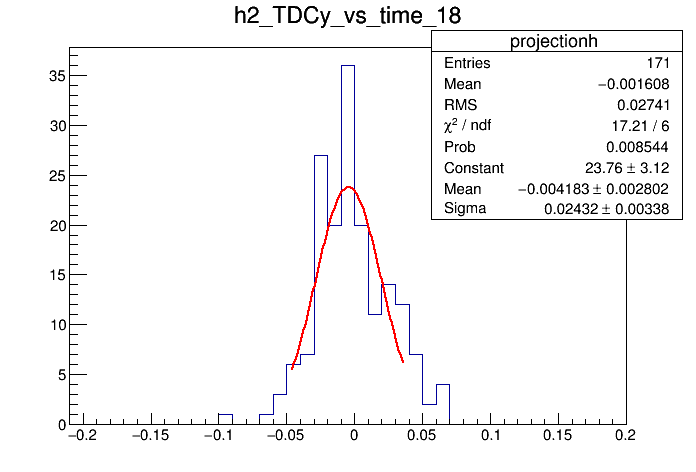 h2_TDCy_vs_time_18
projectionh
Entries 171
Mean −0.001608
RMS 0.02741
χ² / ndf 17.21 / 6
Prob 0.008544
Constant 23.76 ± 3.12
Mean −0.004183 ± 0.002802
Sigma 0.02432 ± 0.00338
35
30
25
20
15
10
5
0
−0.2 −0.15 −0.1 −0.05 0 0.05 0.1 0.15 0.2